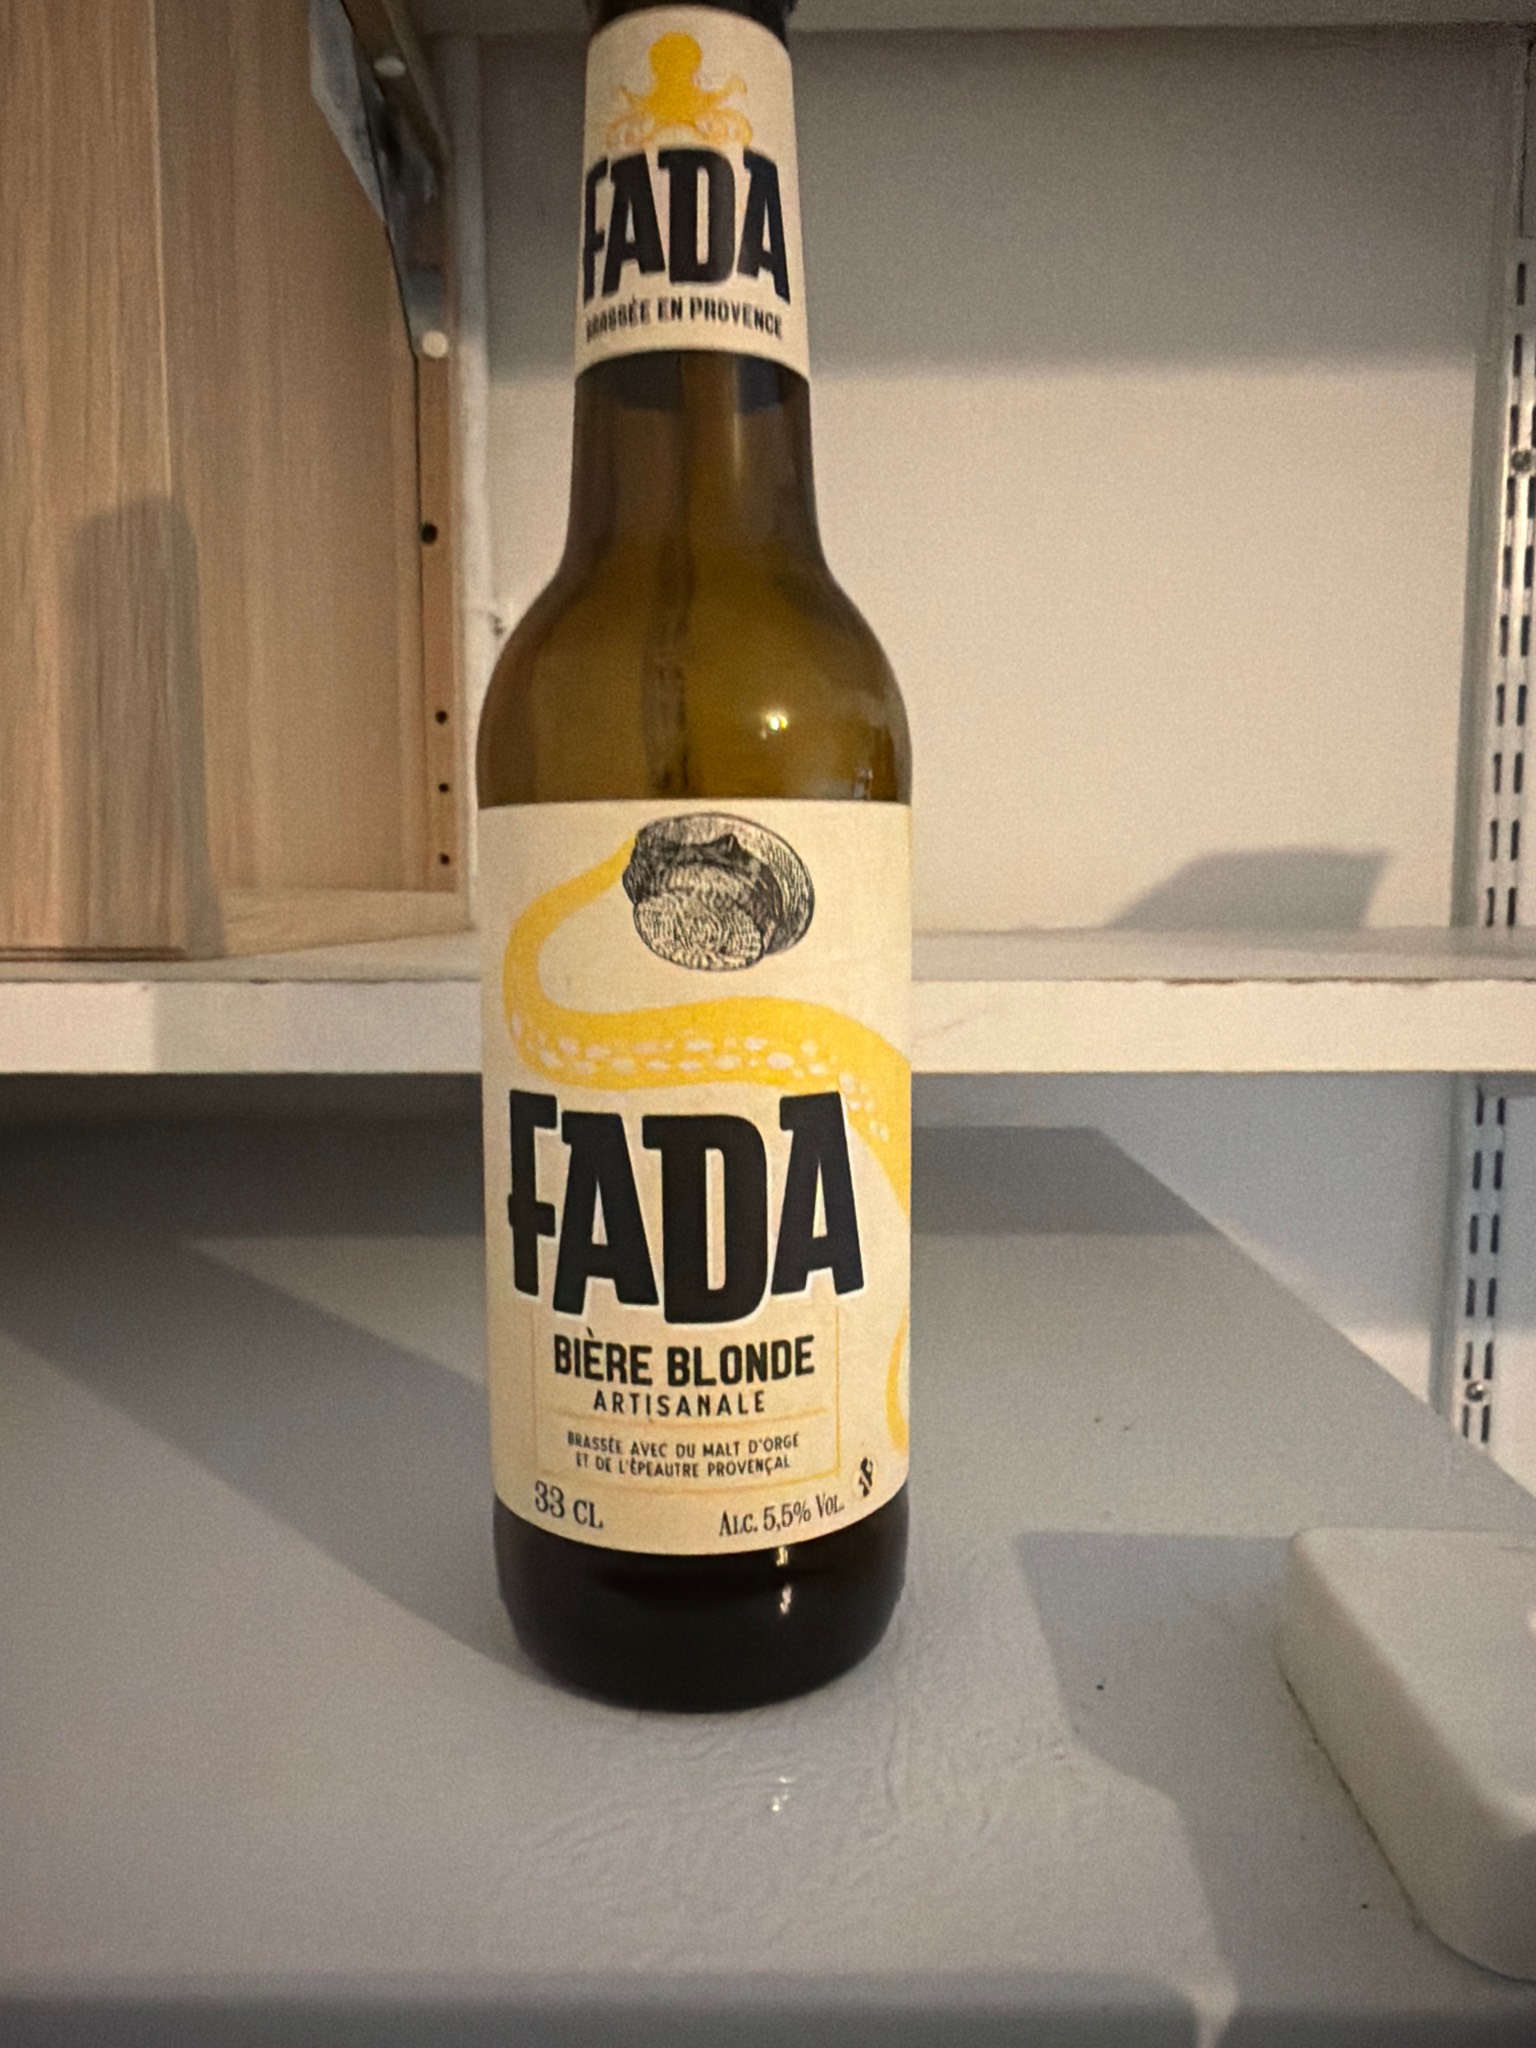 FADA
BRASSÉE EN PROVENCE
FADA
BIÈRE BLONDE
ARTISANALE
BRASSÉE AVEC DU MALT D'ORGE
ET DE L'ÉPEAUTRE PROVENÇAL
33 CL
ALC. 5,5% VOL.